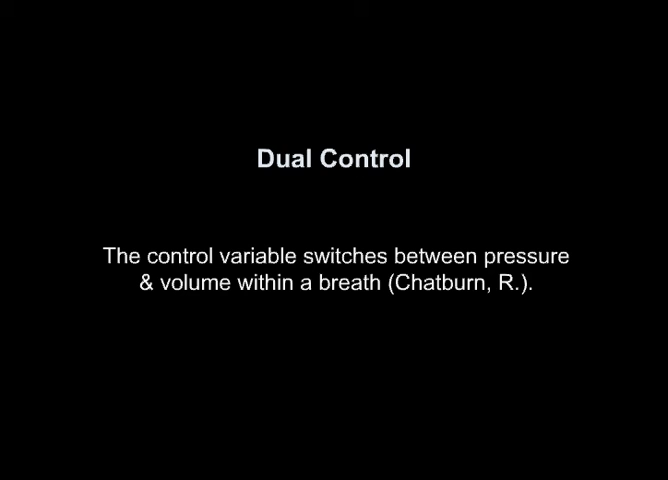 Dual Control
The control variable switches between pressure
& volume within a breath (Chatburn, R.).